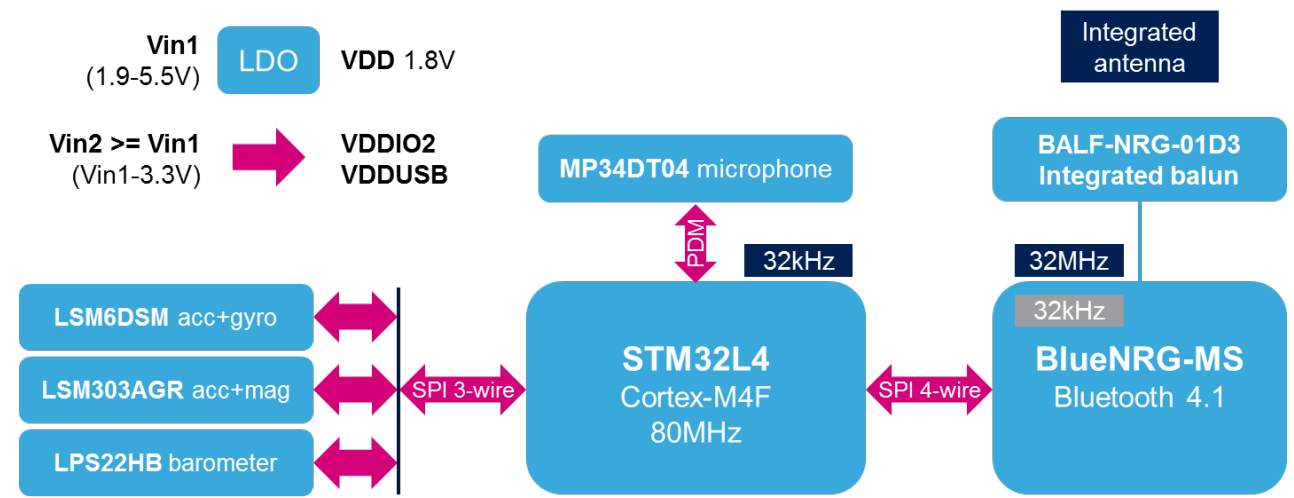 Vin1
(1.9-5.5V)
LDO
VDD 1.8V
Vin2 >= Vin1
(Vin1-3.3V)
VDDIO2
VDDUSB
Integrated
antenna
MP34DT04 microphone
BALF-NRG-01D3
Integrated balun
PDM
32kHz
32MHz
32kHz
LSM6DSM acc+gyro
LSM303AGR acc+mag
LPS22HB barometer
SPI 3-wire
STM32L4
Cortex-M4F
80MHz
SPI 4-wire
BlueNRG-MS
Bluetooth 4.1